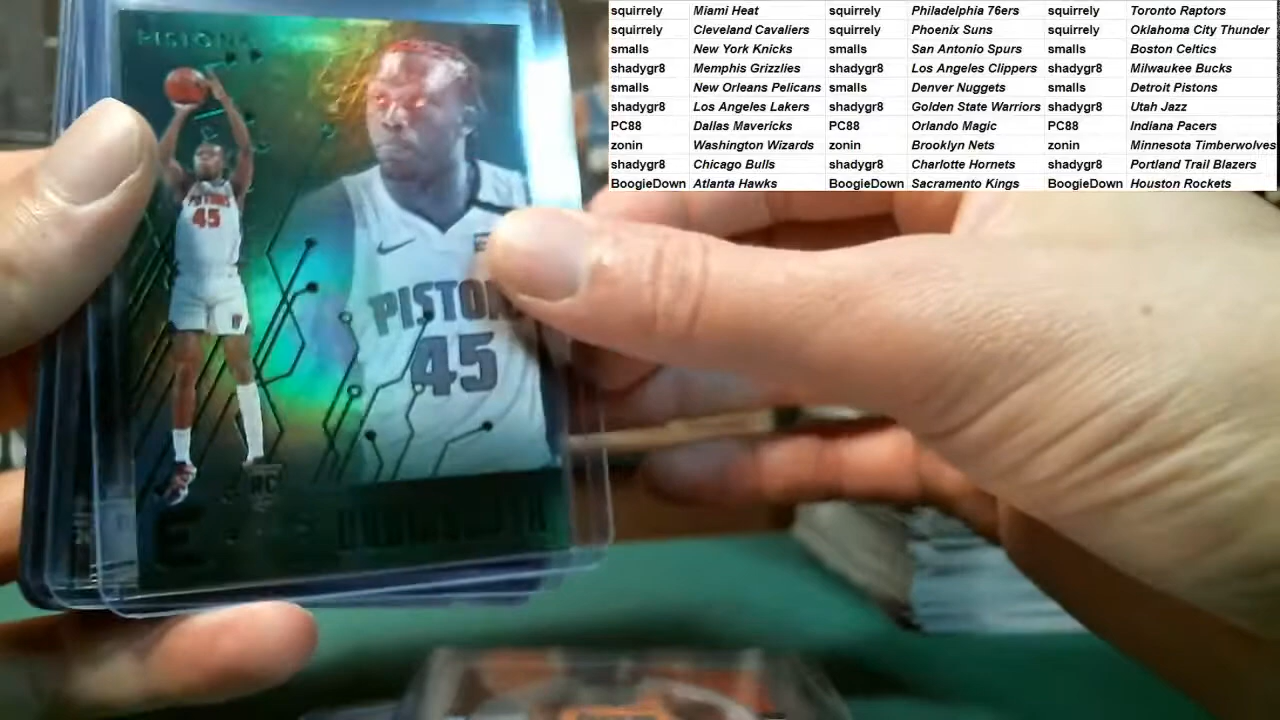 squirrely Miami Heat squirrely Philadelphia 76ers squirrely Toronto Raptors
squirrely Cleveland Cavaliers squirrely Phoenix Suns squirrely Oklahoma City Thunder
smalls New York Knicks smalls San Antonio Spurs smalls Boston Celtics
shadygr8 Memphis Grizzlies shadygr8 Los Angeles Clippers shadygr8 Milwaukee Bucks
smalls New Orleans Pelicans smalls Denver Nuggets smalls Detroit Pistons
shadygr8 Los Angeles Lakers shadygr8 Golden State Warriors shadygr8 Utah Jazz
PC88 Dallas Mavericks PC88 Orlando Magic PC88 Indiana Pacers
zonin Washington Wizards zonin Brooklyn Nets zonin Minnesota Timberwolves
shadygr8 Chicago Bulls shadygr8 Charlotte Hornets shadygr8 Portland Trail Blazers
BoogieDown Atlanta Hawks BoogieDown Sacramento Kings BoogieDown Houston Rockets
PISTONS
PISTONS
45
PISTON
45
RC